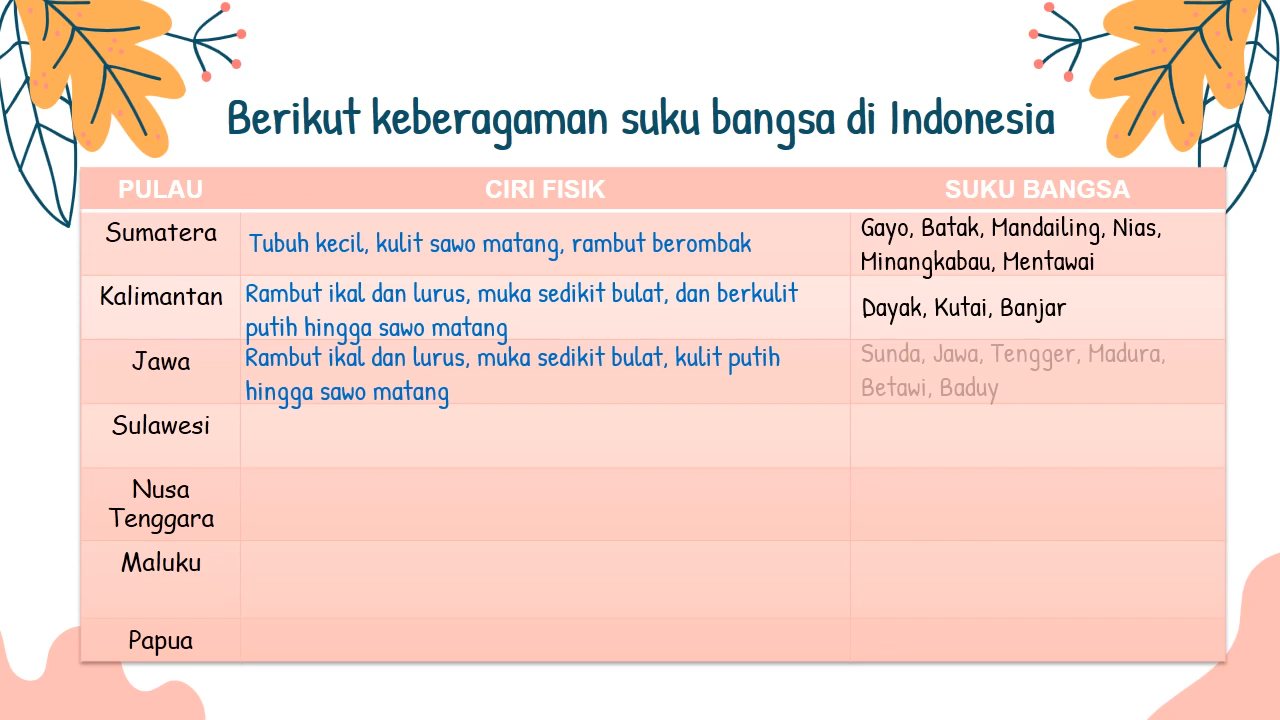 Berikut keberagaman suku bangsa di Indonesia
PULAU CIRI FISIK SUKU BANGSA
Sumatera
Tubuh kecil, kulit sawo matang, rambut berombak
Gayo, Batak, Mandailing, Nias,
Minangkabau, Mentawai
Kalimantan
Rambut ikal dan lurus, muka sedikit bulat, dan berkulit
putih hingga sawo matang
Dayak, Kutai, Banjar
Jawa
Rambut ikal dan lurus, muka sedikit bulat, kulit putih
hingga sawo matang
Sunda, Jawa, Tengger, Madura,
Betawi, Baduy
Sulawesi
Nusa
Tenggara
Maluku
Papua